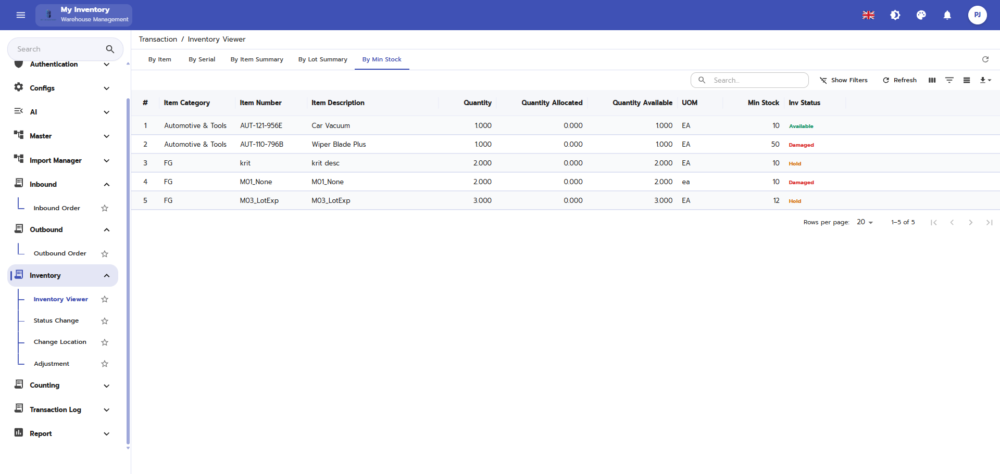 My Inventory
Warehouse Management
PJ
Search
Authentication
Configs
AI
Master
Import Manager
Inbound
Inbound Order
Outbound
Outbound Order
Inventory
Inventory Viewer
Status Change
Change Location
Adjustment
Counting
Transaction Log
Report
Transaction / Inventory Viewer
By Item By Serial By Item Summary By Lot Summary By Min Stock
Search... Show Filters Refresh
# Item Category Item Number Item Description Quantity Quantity Allocated Quantity Available UOM Min Stock Inv Status
1 Automotive & Tools AUT-121-956E Car Vacuum 1.000 0.000 1.000 EA 10 Available
2 Automotive & Tools AUT-110-796B Wiper Blade Plus 1.000 0.000 1.000 EA 50 Damaged
3 FG krit krit desc 2.000 0.000 2.000 EA 10 Hold
4 FG M01_None M01_None 2.000 0.000 2.000 ea 10 Damaged
5 FG M03_LotExp M03_LotExp 3.000 0.000 3.000 EA 12 Hold
Rows per page: 20 1–5 of 5